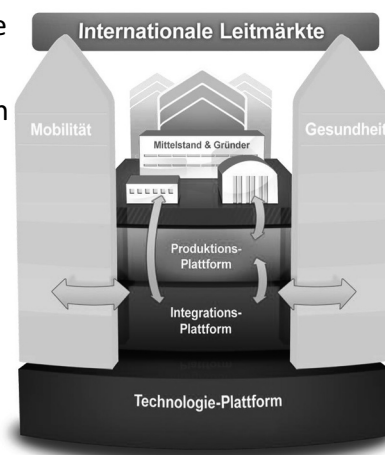 e
Internationale Leitmärkte
n
Mobilität
Gesundheit
Mittelstand & Gründer
Produktions-
Plattform
Integrations-
Plattform
Technologie-Plattform